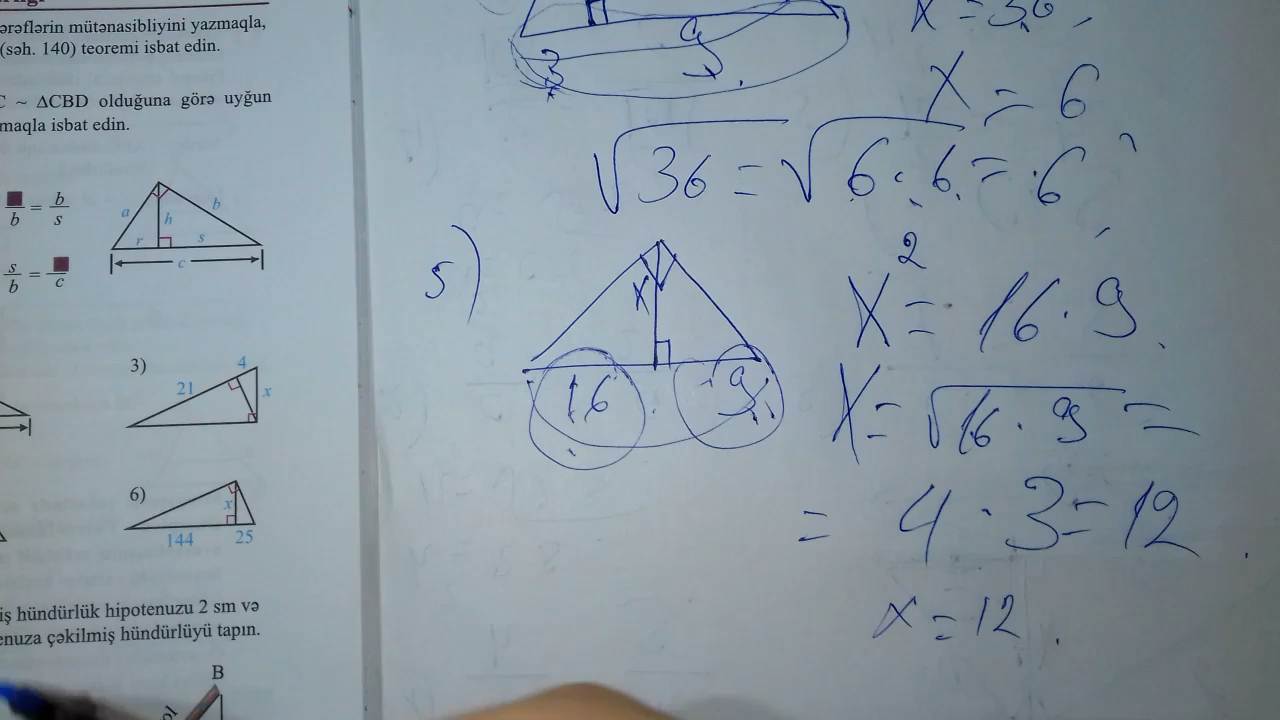 ərəflərin mütənasibliyini yazmaqla,
(səh. 140) teoremi isbat edin.
C ~ ΔCBD olduğuna görə uyğun
maqla isbat edin.
■/b = b/s
a h b
r s
c
s/b = ■/c
3) 4
21 x
6)
x
144 25
iş hündürlük hipotenuzu 2 sm və
enuza çəkilmiş hündürlüyü tapın.
B
3 9
x = 6
√36 = √6·6 = 6
5)
x
16 9
x² = 16·9
x = √16·9 =
= 4·3 = 12
x = 12.